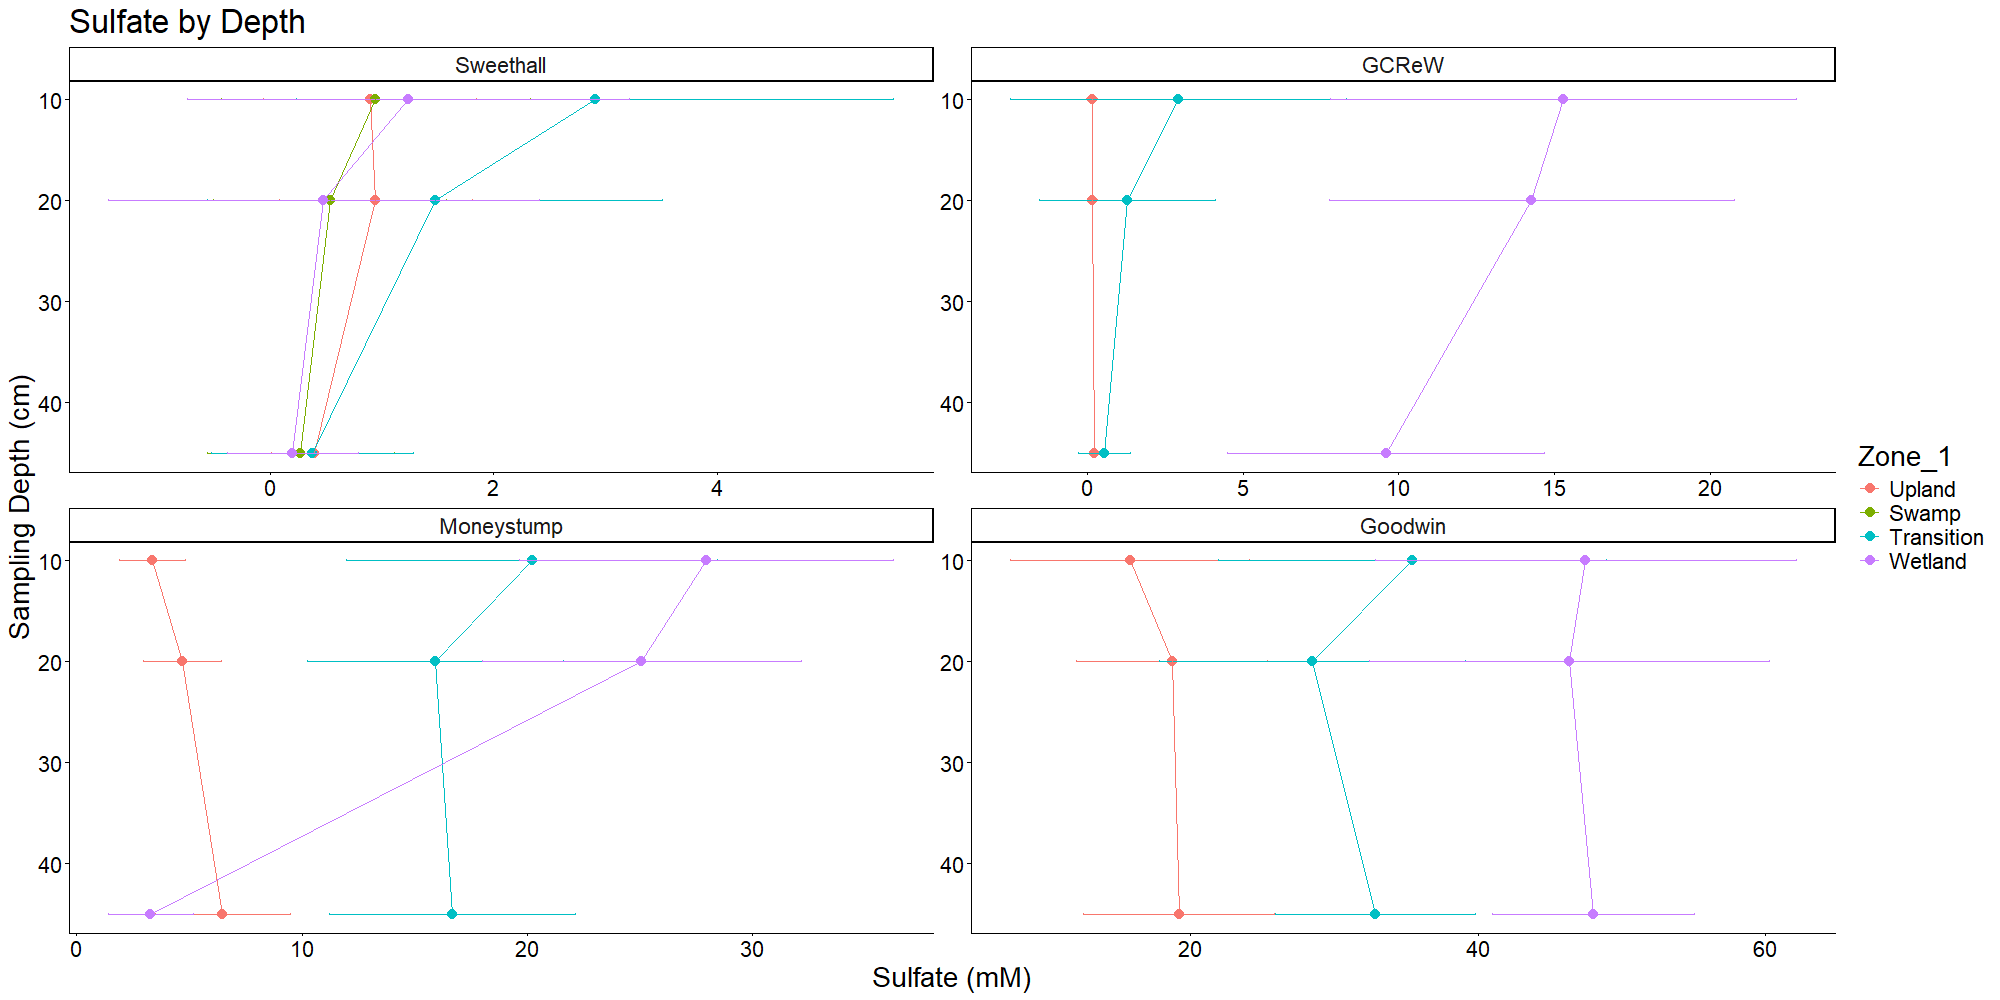 Sulfate by Depth
Sweethall
GCReW
10
20
30
40
10
20
30
40
0 2 4
0 5 10 15 20
Moneystump
Goodwin
10
20
30
40
10
20
30
40
0 10 20 30
20 40 60
Sampling Depth (cm)
Sulfate (mM)
Zone_1
Upland
Swamp
Transition
Wetland